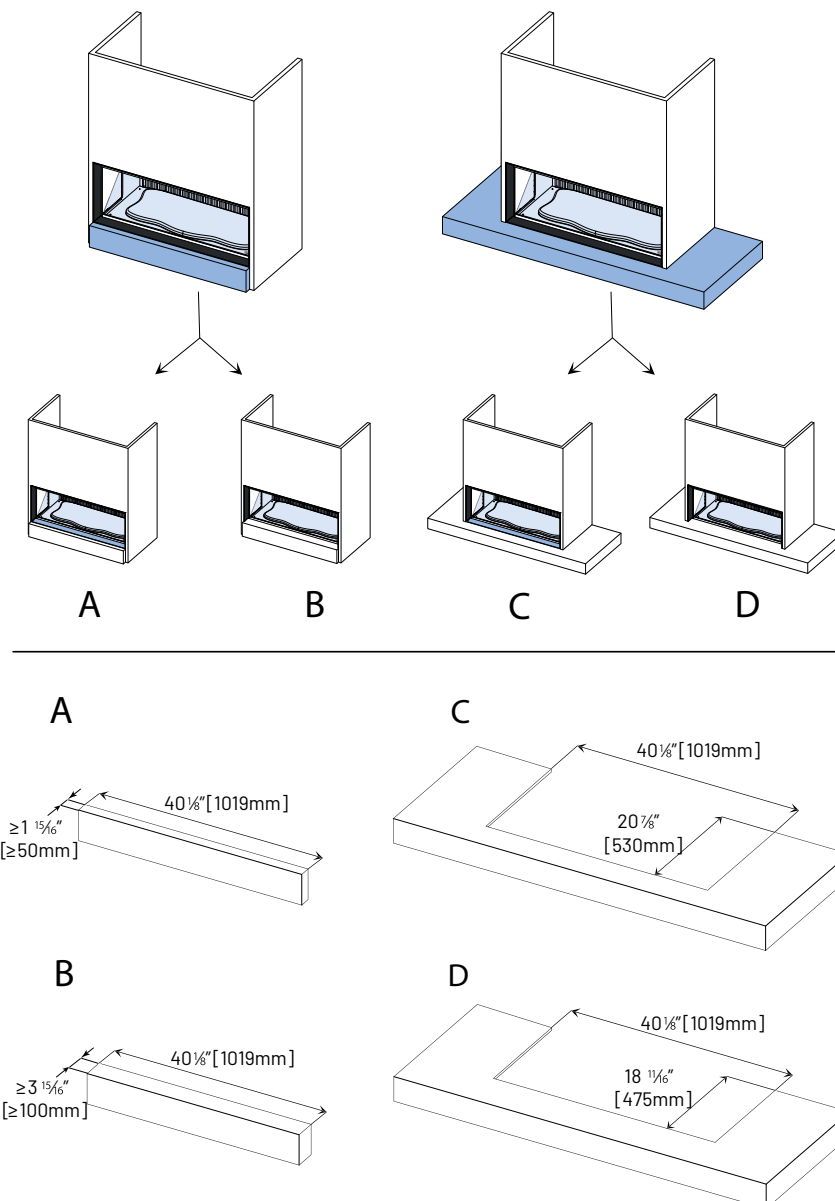 A
B
C
D
A
40⅛"[1019mm]
≥1 15⁄16"
[≥50mm]
C
40⅛"[1019mm]
20⅞"
[530mm]
B
40⅛"[1019mm]
≥3 15⁄16"
[≥100mm]
D
40⅛"[1019mm]
18 11⁄16"
[475mm]